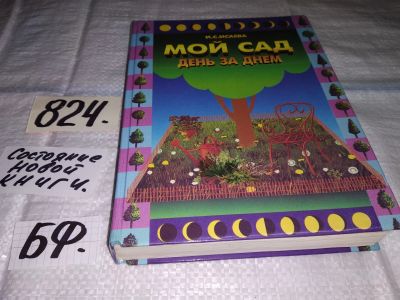 И.С.ИСАЕВА
МОЙ САД
ДЕНЬ ЗА ДНЕМ
824.
Состояние
Новой
книги.
БФ.